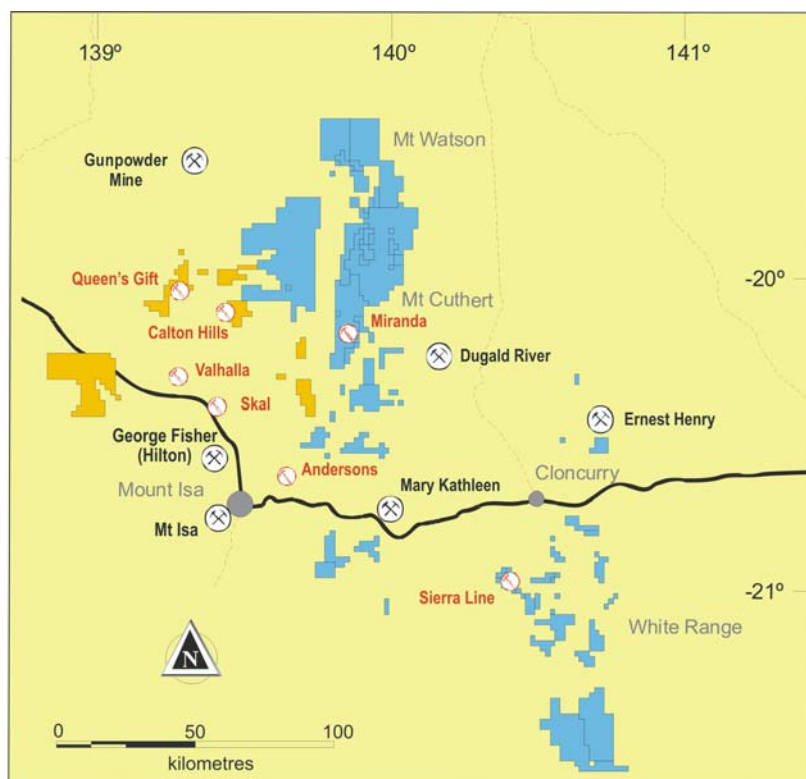 139º 140º 141º
Mt Watson
Gunpowder
Mine
Queen's Gift
-20º
Mt Cuthert
Calton Hills
Miranda
Dugald River
Valhalla
Skal
Ernest Henry
George Fisher
(Hilton)
Andersons
Cloncurry
Mount Isa
Mary Kathleen
Mt Isa
-21º
Sierra Line
White Range
N
0 50 100
kilometres